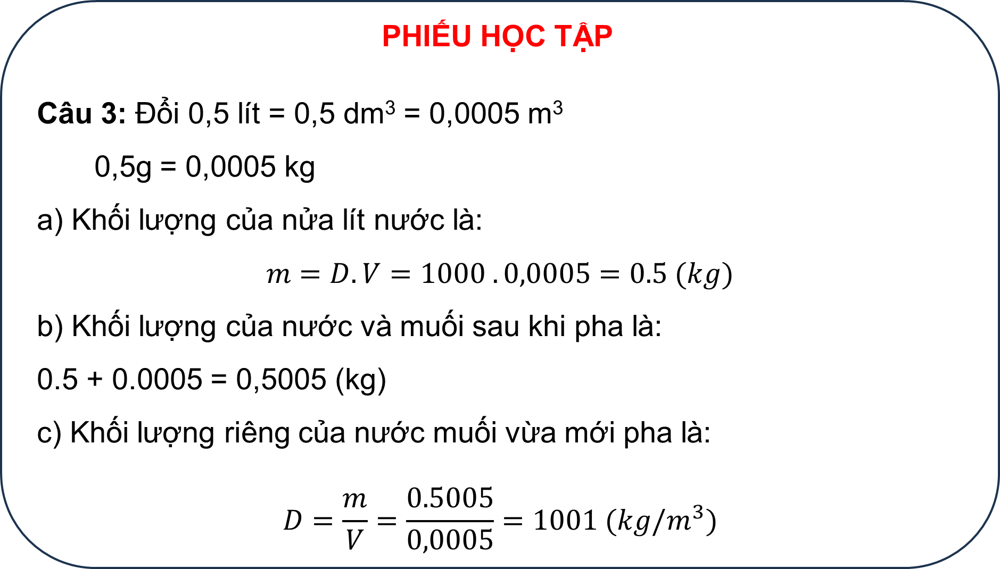 PHIẾU HỌC TẬP
Câu 3: Đổi 0,5 lít = 0,5 dm³ = 0,0005 m³
0,5g = 0,0005 kg
a) Khối lượng của nửa lít nước là:
m = D. V = 1000 . 0,0005 = 0.5 (kg)
b) Khối lượng của nước và muối sau khi pha là:
0.5 + 0.0005 = 0,5005 (kg)
c) Khối lượng riêng của nước muối vừa mới pha là:
D = m/V = 0.5005/0,0005 = 1001 (kg/m³)